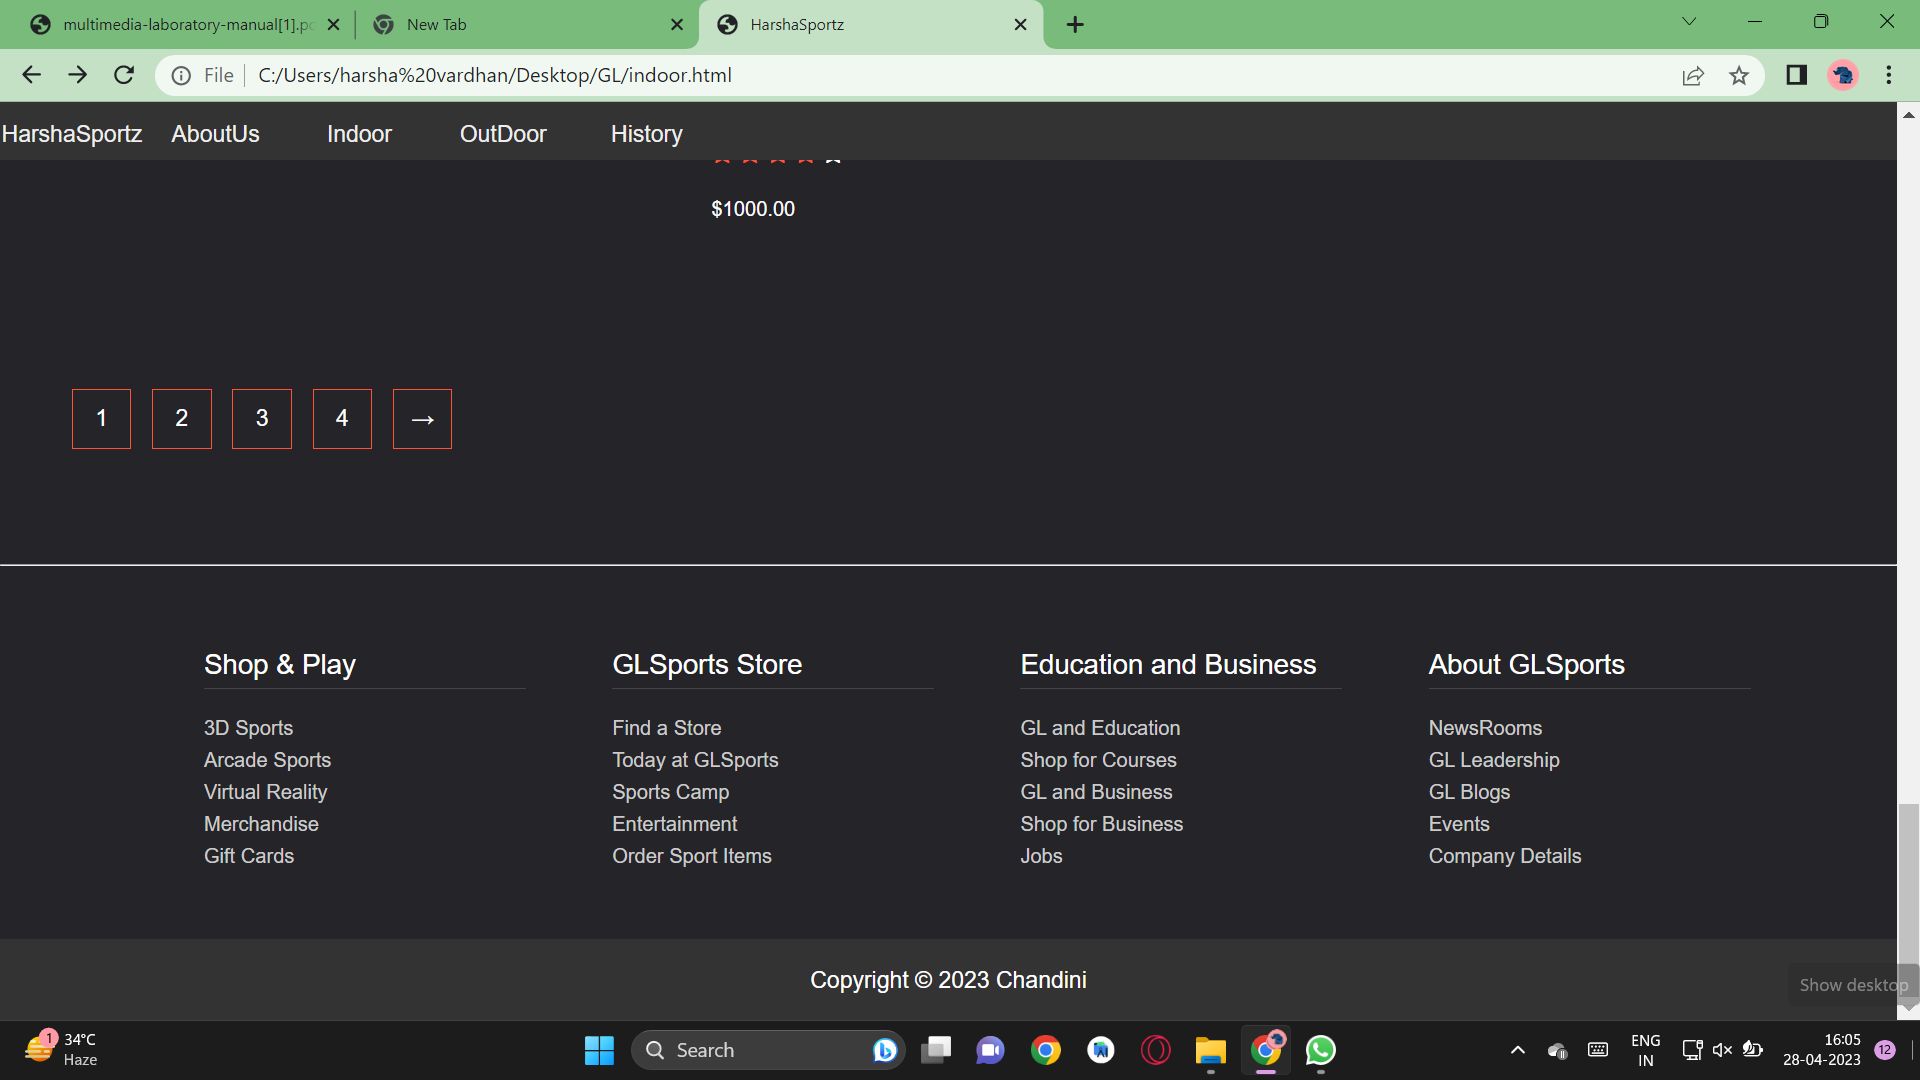 multimedia-laboratory-manual[1].p
New Tab
HarshaSportz
File
C:/Users/harsha%20vardhan/Desktop/GL/indoor.html
HarshaSportz AboutUs Indoor OutDoor History
$1000.00
1 2 3 4 →
Shop & Play
3D Sports
Arcade Sports
Virtual Reality
Merchandise
Gift Cards
GLSports Store
Find a Store
Today at GLSports
Sports Camp
Entertainment
Order Sport Items
Education and Business
GL and Education
Shop for Courses
GL and Business
Shop for Business
Jobs
About GLSports
NewsRooms
GL Leadership
GL Blogs
Events
Company Details
Copyright © 2023 Chandini
Show desktop
1
34°C
Haze
Search
ENG
IN
16:05
28-04-2023
12